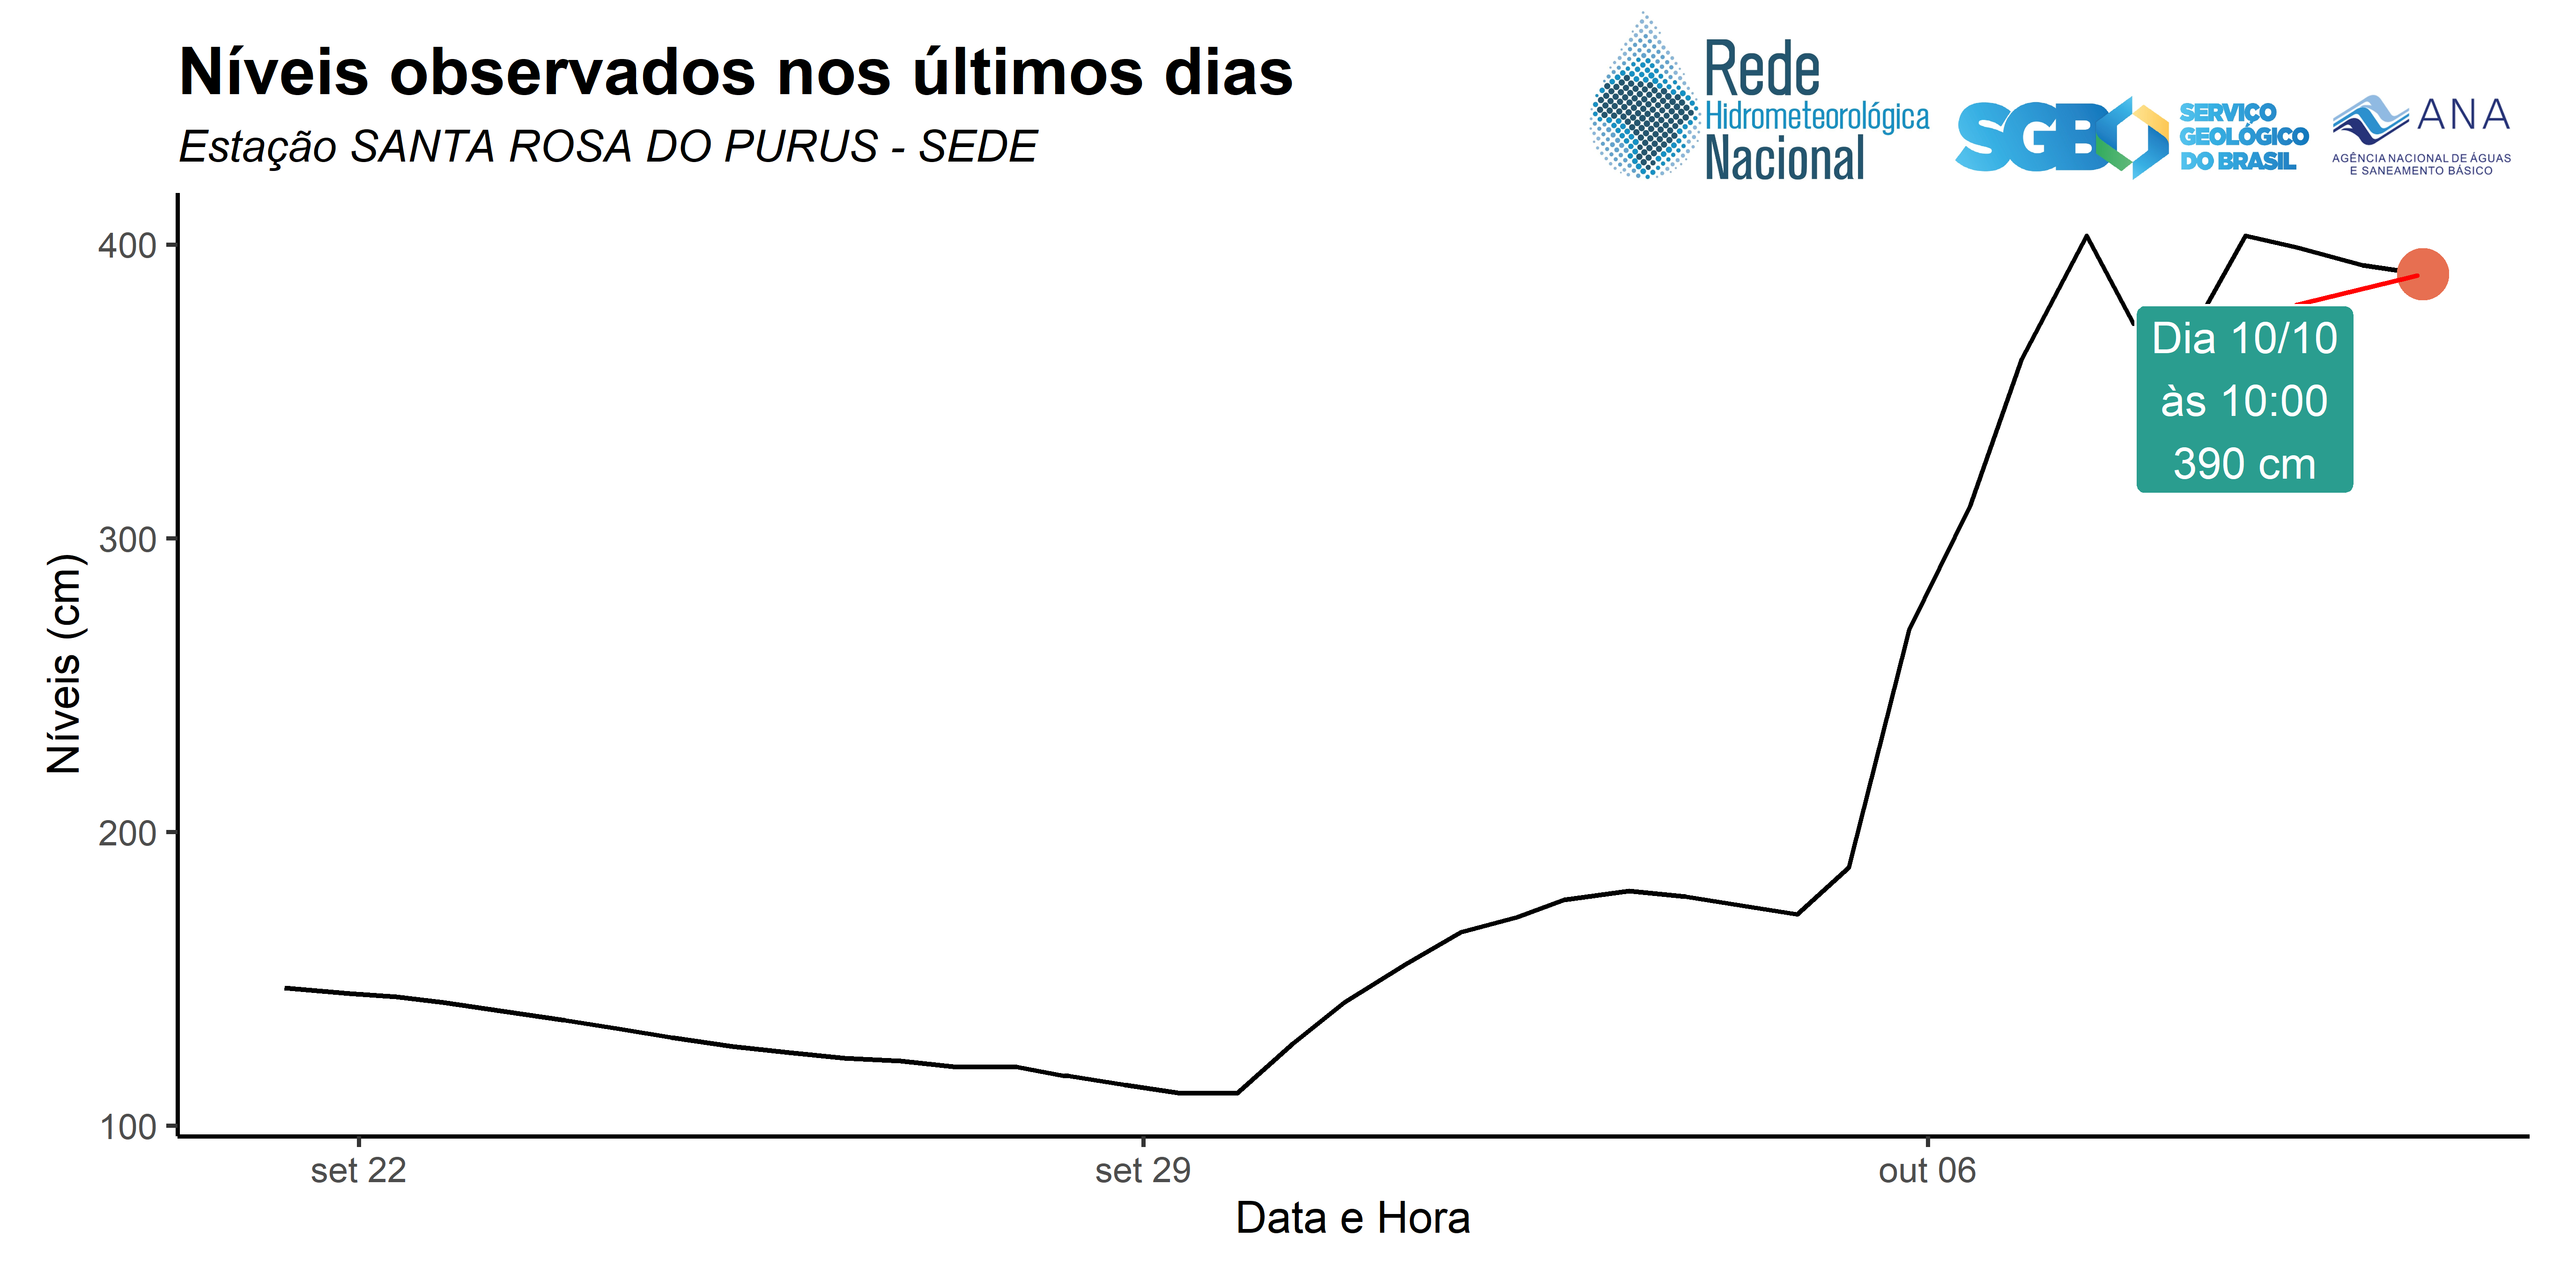 Níveis observados nos últimos dias
Estação SANTA ROSA DO PURUS - SEDE
Rede
Hidrometeorológica
Nacional
SGB
SERVIÇO
GEOLÓGICO
DO BRASIL
ANA
AGÊNCIA NACIONAL DE ÁGUAS
E SANEAMENTO BÁSICO
Níveis (cm)
400
300
200
100
Dia 10/10
às 10:00
390 cm
set 22
set 29
out 06
Data e Hora